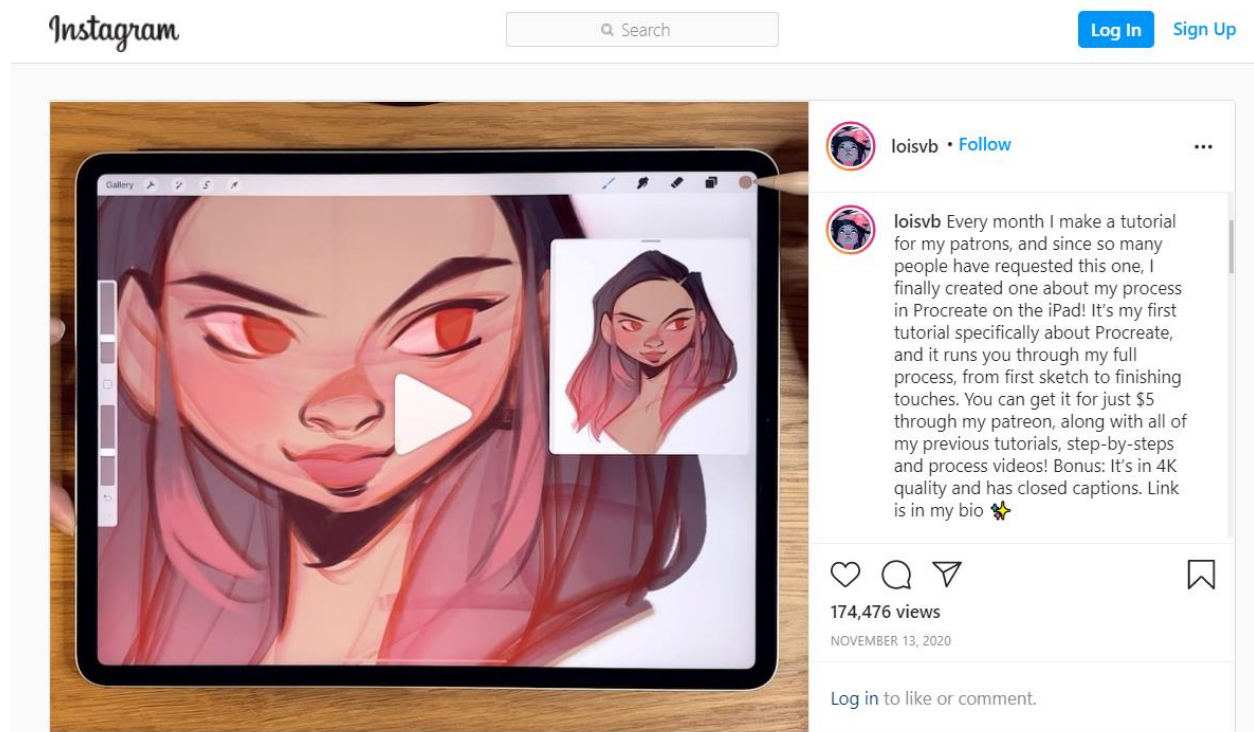 Instagram
Search
Log In
Sign Up
Gallery
loisvb • Follow
loisvb Every month I make a tutorial
for my patrons, and since so many
people have requested this one, I
finally created one about my process
in Procreate on the iPad! It's my first
tutorial specifically about Procreate,
and it runs you through my full
process, from first sketch to finishing
touches. You can get it for just $5
through my patreon, along with all of
my previous tutorials, step-by-steps
and process videos! Bonus: It's in 4K
quality and has closed captions. Link
is in my bio ✨
174,476 views
NOVEMBER 13, 2020
Log in to like or comment.